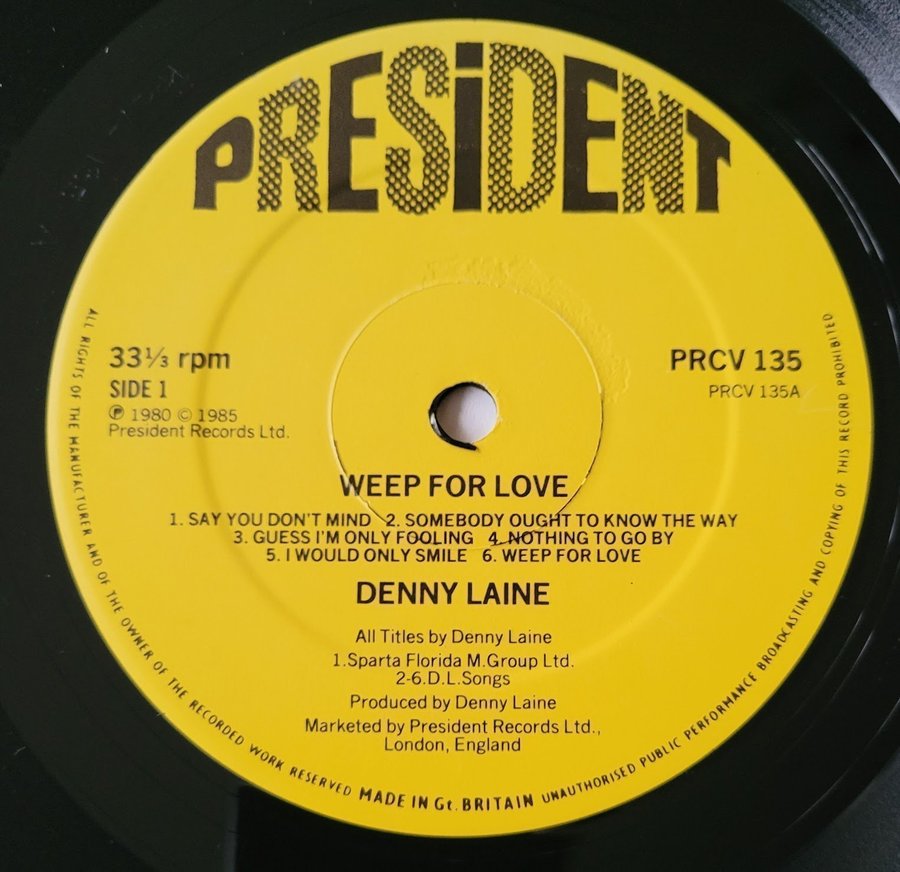 PRESiDENT
33⅓ rpm
SIDE 1
℗ 1980 © 1985
President Records Ltd.
PRCV 135
PRCV 135A
WEEP FOR LOVE
1. SAY YOU DON'T MIND 2. SOMEBODY OUGHT TO KNOW THE WAY
3. GUESS I'M ONLY FOOLING 4. NOTHING TO GO BY
5. I WOULD ONLY SMILE 6. WEEP FOR LOVE
DENNY LAINE
All Titles by Denny Laine
1.Sparta Florida M.Group Ltd.
2-6.D.L.Songs
Produced by Denny Laine
Marketed by President Records Ltd.,
London, England
ALL RIGHTS OF THE MANUFACTURER AND OF THE OWNER OF THE RECORDED WORK RESERVED MADE IN Gt. BRITAIN UNAUTHORISED PUBLIC PERFORMANCE BROADCASTING AND COPYING OF THIS RECORD PROHIBITED